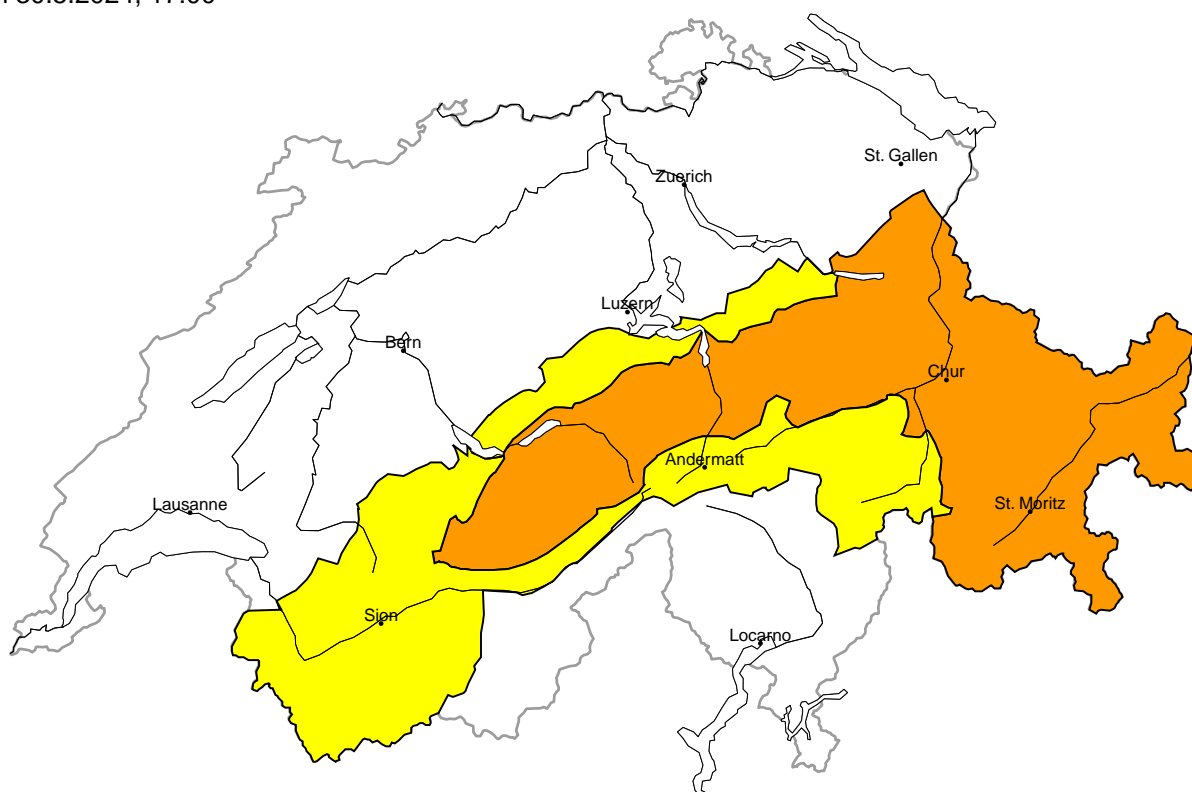 St. Gallen
Zuerich
Luzern
Bern
Chur
Andermatt
Lausanne
St. Moritz
Sion
Locarno